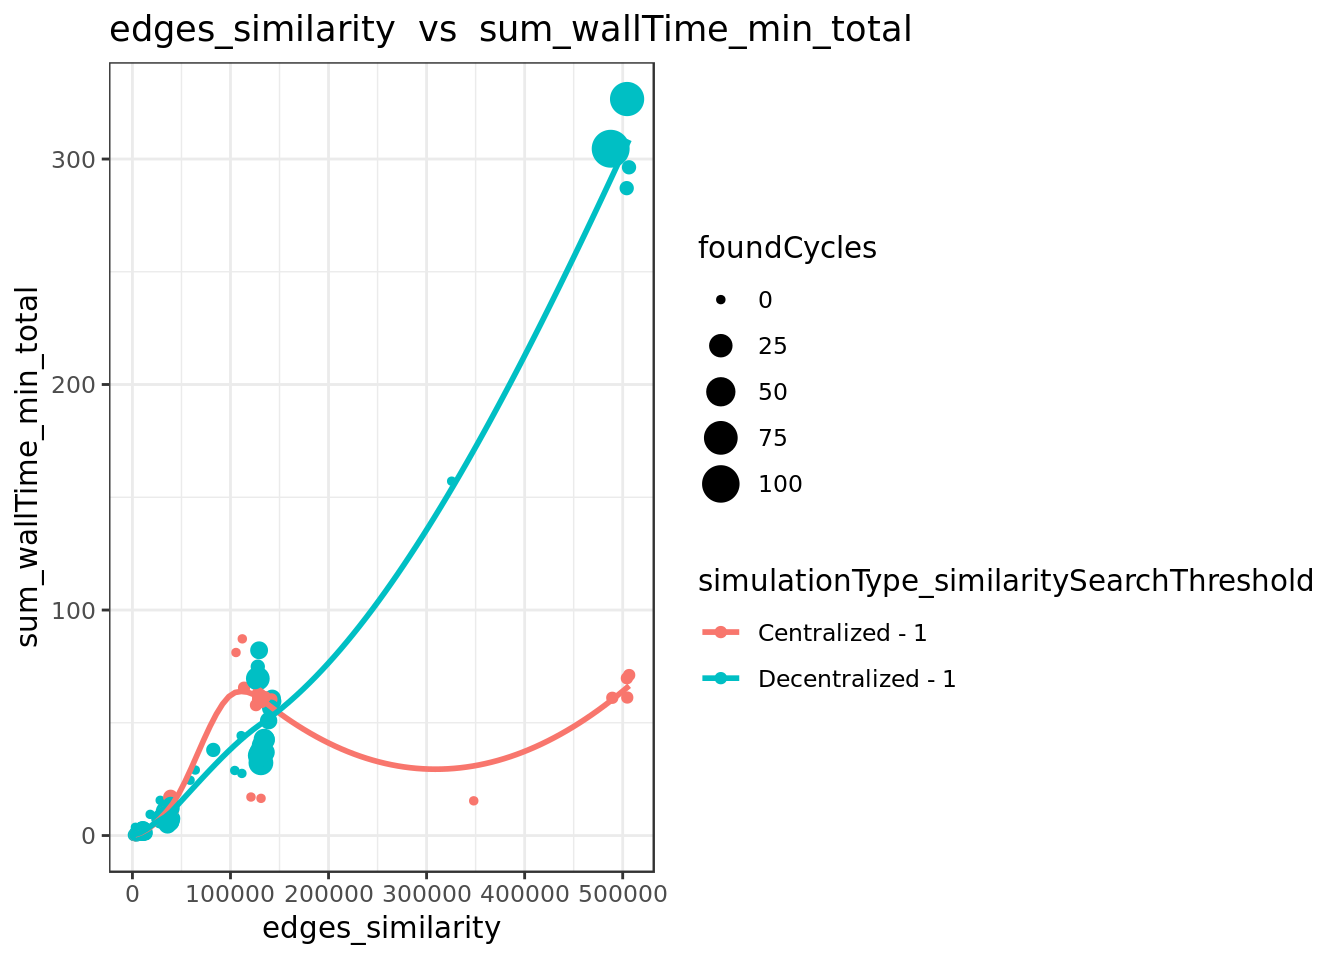 edges_similarity  vs  sum_wallTime_min_total
sum_wallTime_min_total
300
200
100
0
0 100000 200000 300000 400000 500000
edges_similarity
foundCycles
0
25
50
75
100
simulationType_similaritySearchThreshold
Centralized - 1
Decentralized - 1